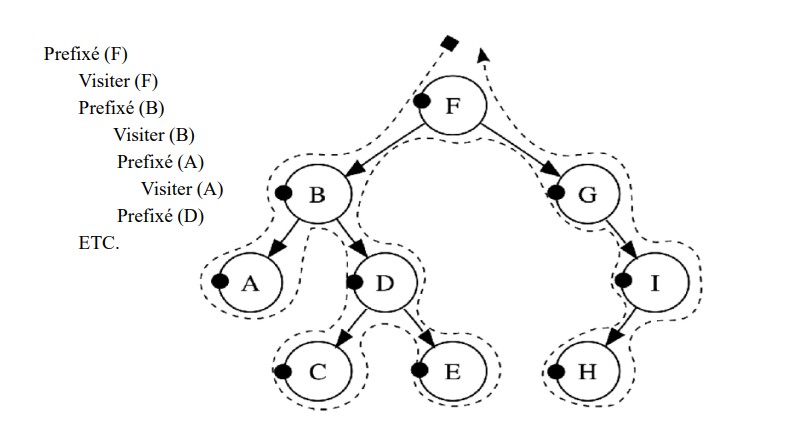 Prefixé (F)
Visiter (F)
Prefixé (B)
Visiter (B)
Prefixé (A)
Visiter (A)
Prefixé (D)
ETC.
F
B
G
A
D
I
C
E
H